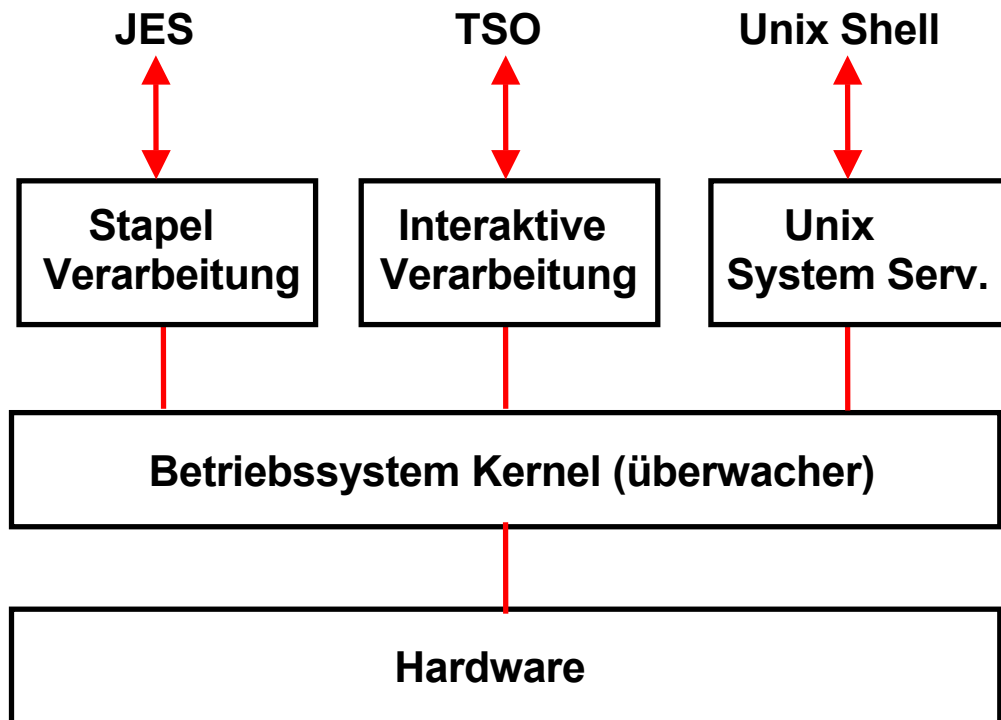 JES
TSO
Unix Shell
Stapel
Verarbeitung
Interaktive
Verarbeitung
Unix
System Serv.
Betriebssystem Kernel (überwacher)
Hardware